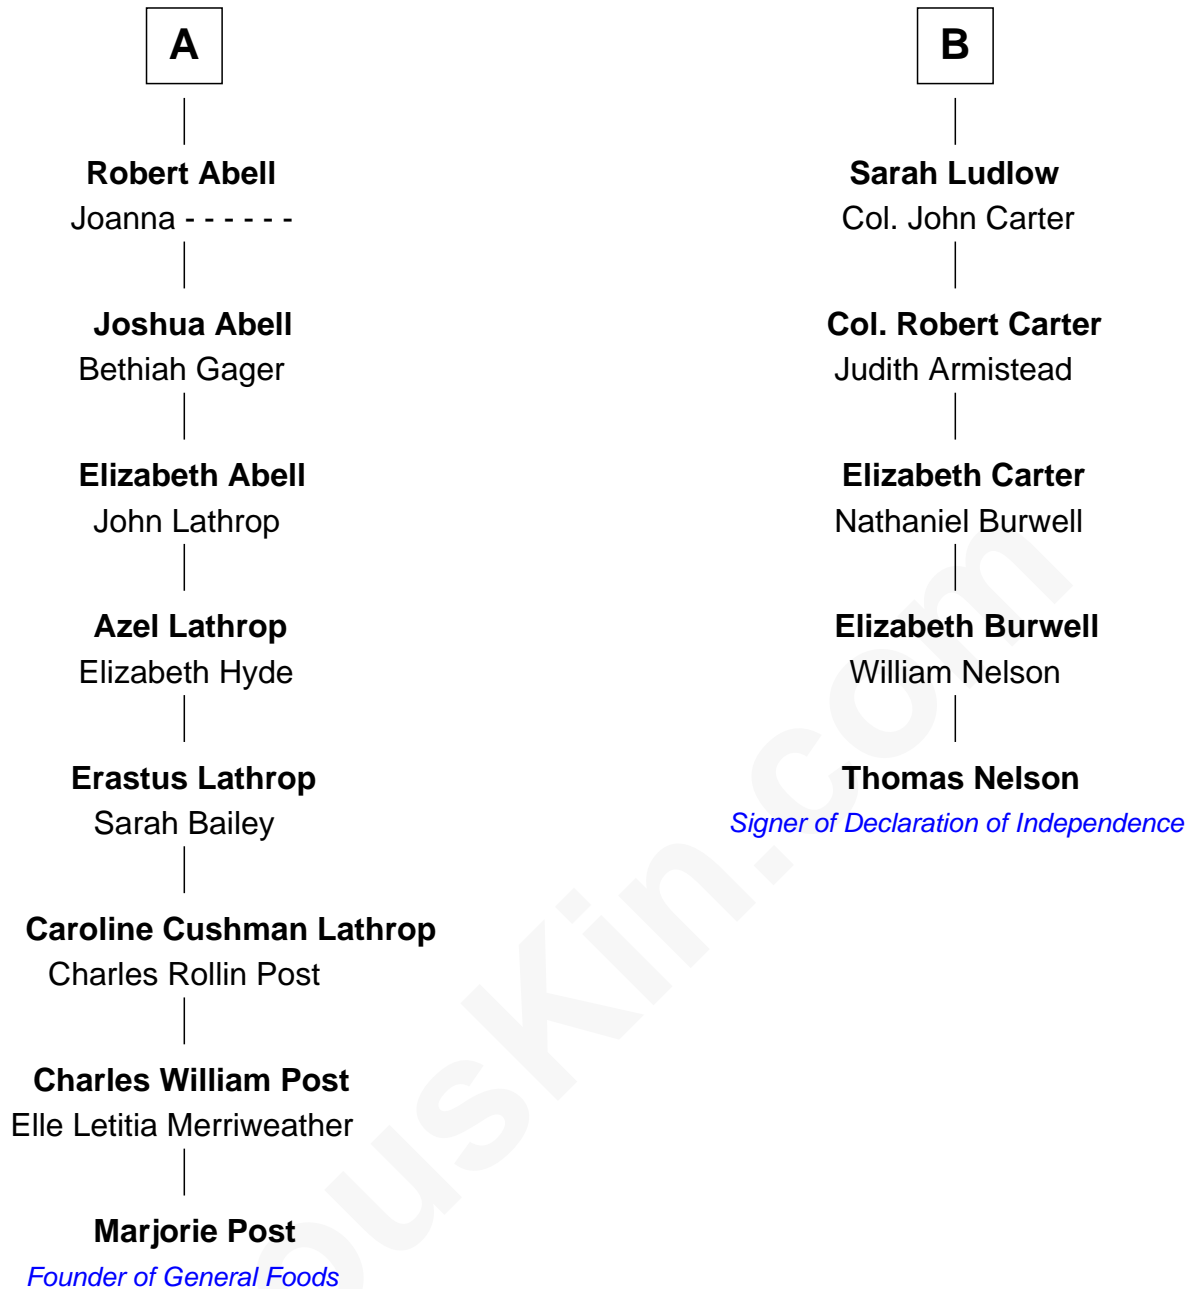 A
Robert Abell
Joanna - - - - - -
Joshua Abell
Bethiah Gager
Elizabeth Abell
John Lathrop
Azel Lathrop
Elizabeth Hyde
Erastus Lathrop
Sarah Bailey
Caroline Cushman Lathrop
Charles Rollin Post
Charles William Post
Elle Letitia Merriweather
Marjorie Post
Founder of General Foods
B
Sarah Ludlow
Col. John Carter
Col. Robert Carter
Judith Armistead
Elizabeth Carter
Nathaniel Burwell
Elizabeth Burwell
William Nelson
Thomas Nelson
Signer of Declaration of Independence
ousKin.com